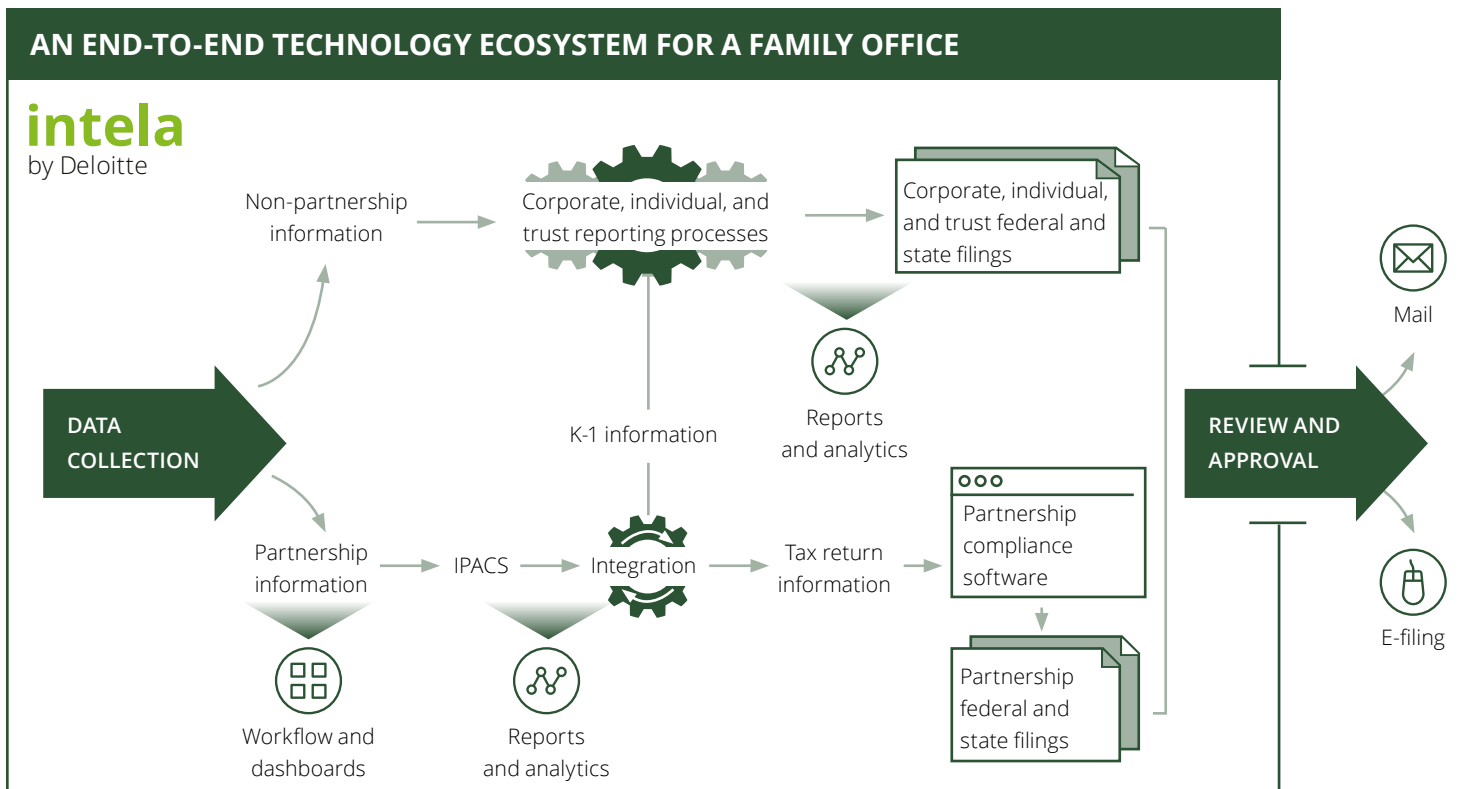 AN END-TO-END TECHNOLOGY ECOSYSTEM FOR A FAMILY OFFICE
intela
by Deloitte
Non-partnership
information
Corporate, individual, and
trust reporting processes
Corporate, individual,
and trust federal and
state filings
Mail
Reports
and analytics
K-1 information
DATA
COLLECTION
REVIEW AND
APPROVAL
Partnership
information
IPACS
Integration
Tax return
information
Partnership
compliance
software
E-filing
Workflow and
dashboards
Reports
and analytics
Partnership
federal and
state filings